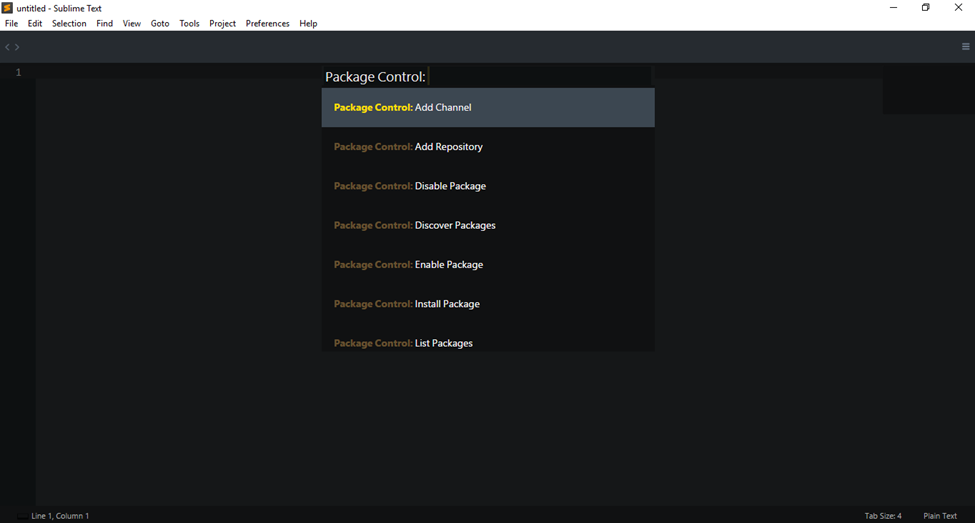 untitled - Sublime Text
File Edit Selection Find View Goto Tools Project Preferences Help
1
Package Control:
Package Control: Add Channel
Package Control: Add Repository
Package Control: Disable Package
Package Control: Discover Packages
Package Control: Enable Package
Package Control: Install Package
Package Control: List Packages
Line 1, Column 1
Tab Size: 4 Plain Text